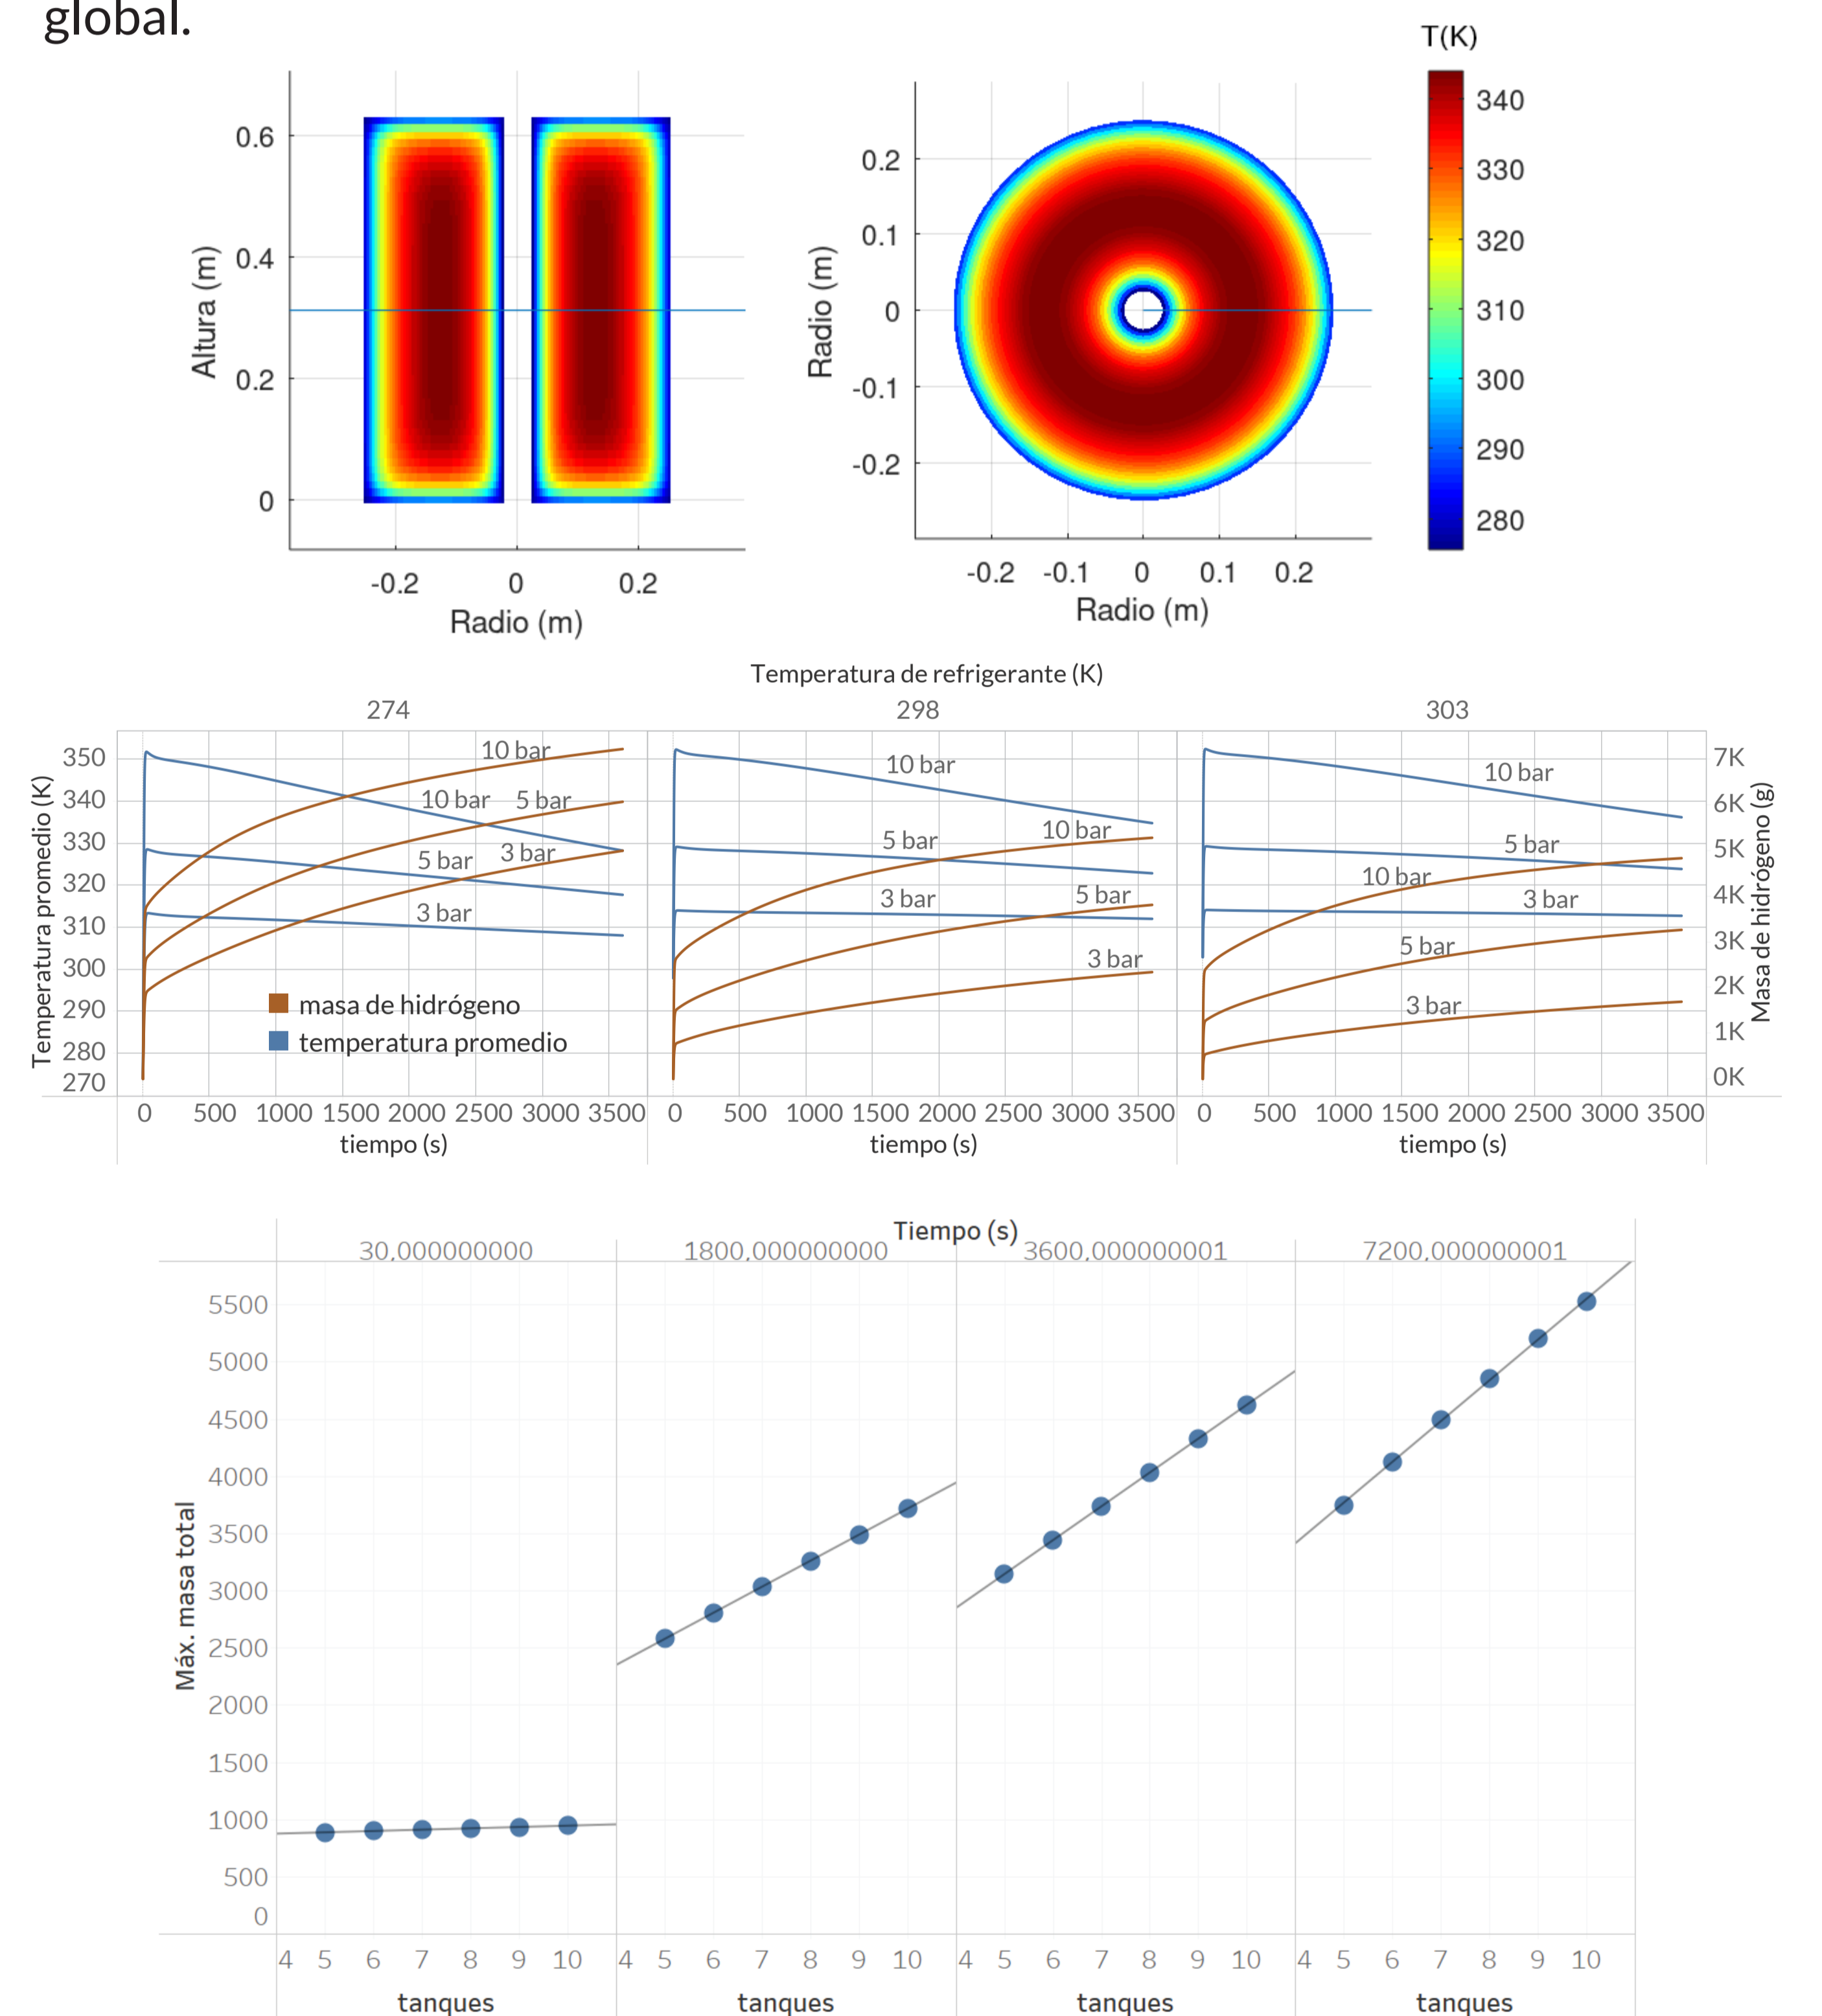 global.
T(K)
340
330
320
310
300
290
280
0.6
0.4
0.2
0
Altura (m)
-0.2 0 0.2
Radio (m)
0.2
0.1
0
-0.1
-0.2
Radio (m)
-0.2 -0.1 0 0.1 0.2
Radio (m)
Temperatura de refrigerante (K)
274 298 303
350
340
330
320
310
300
290
280
270
Temperatura promedio (K)
10 bar
10 bar 5 bar
5 bar 3 bar
3 bar
masa de hidrógeno
temperatura promedio
10 bar
10 bar
5 bar
3 bar 5 bar
3 bar
10 bar
5 bar
10 bar
3 bar
5 bar
3 bar
7K
6K
5K
4K
3K
2K
1K
0K
Masa de hidrógeno (g)
0 500 1000 1500 2000 2500 3000 3500 0 500 1000 1500 2000 2500 3000 3500 0 500 1000 1500 2000 2500 3000 3500
tiempo (s) tiempo (s) tiempo (s)
Tiempo (s)
30,000000000 1800,000000000 3600,000000001 7200,000000001
5500
5000
4500
4000
3500
3000
2500
2000
1500
1000
500
0
Máx. masa total
4 5 6 7 8 9 10 4 5 6 7 8 9 10 4 5 6 7 8 9 10 4 5 6 7 8 9 10
tanques tanques tanques tanques